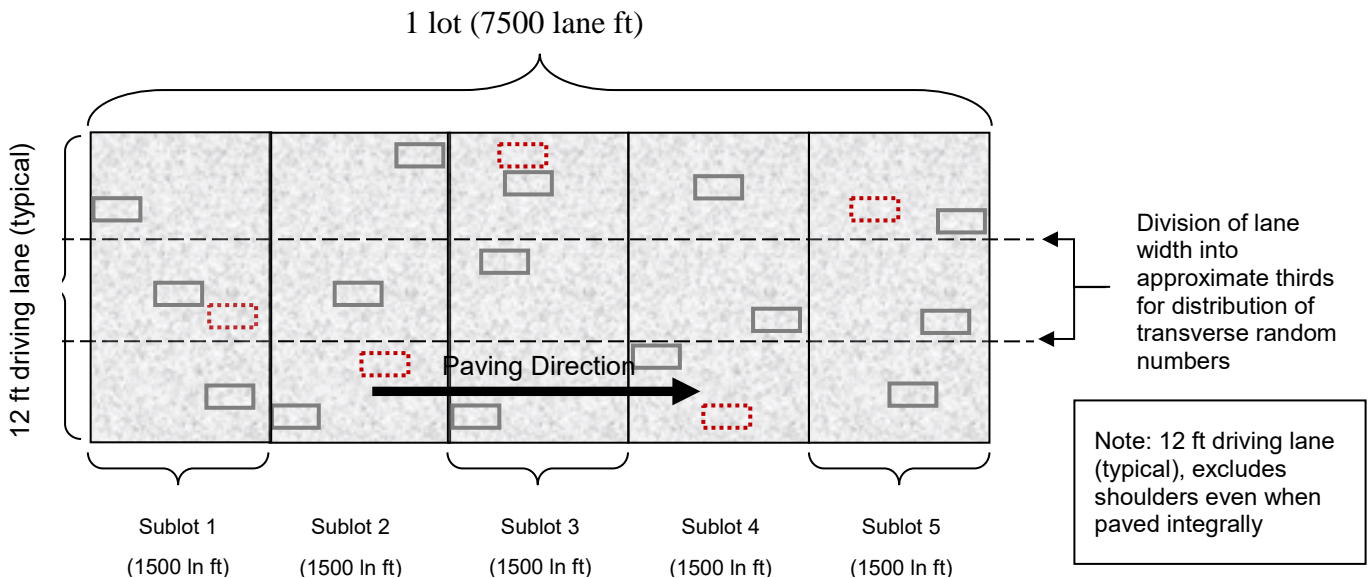 1 lot (7500 lane ft)
12 ft driving lane (typical)
Division of lane
width into
approximate thirds
for distribution of
transverse random
numbers
Paving Direction
Note: 12 ft driving lane
(typical), excludes
shoulders even when
paved integrally
Sublot 1
(1500 ln ft)
Sublot 2
(1500 ln ft)
Sublot 3
(1500 ln ft)
Sublot 4
(1500 ln ft)
Sublot 5
(1500 ln ft)